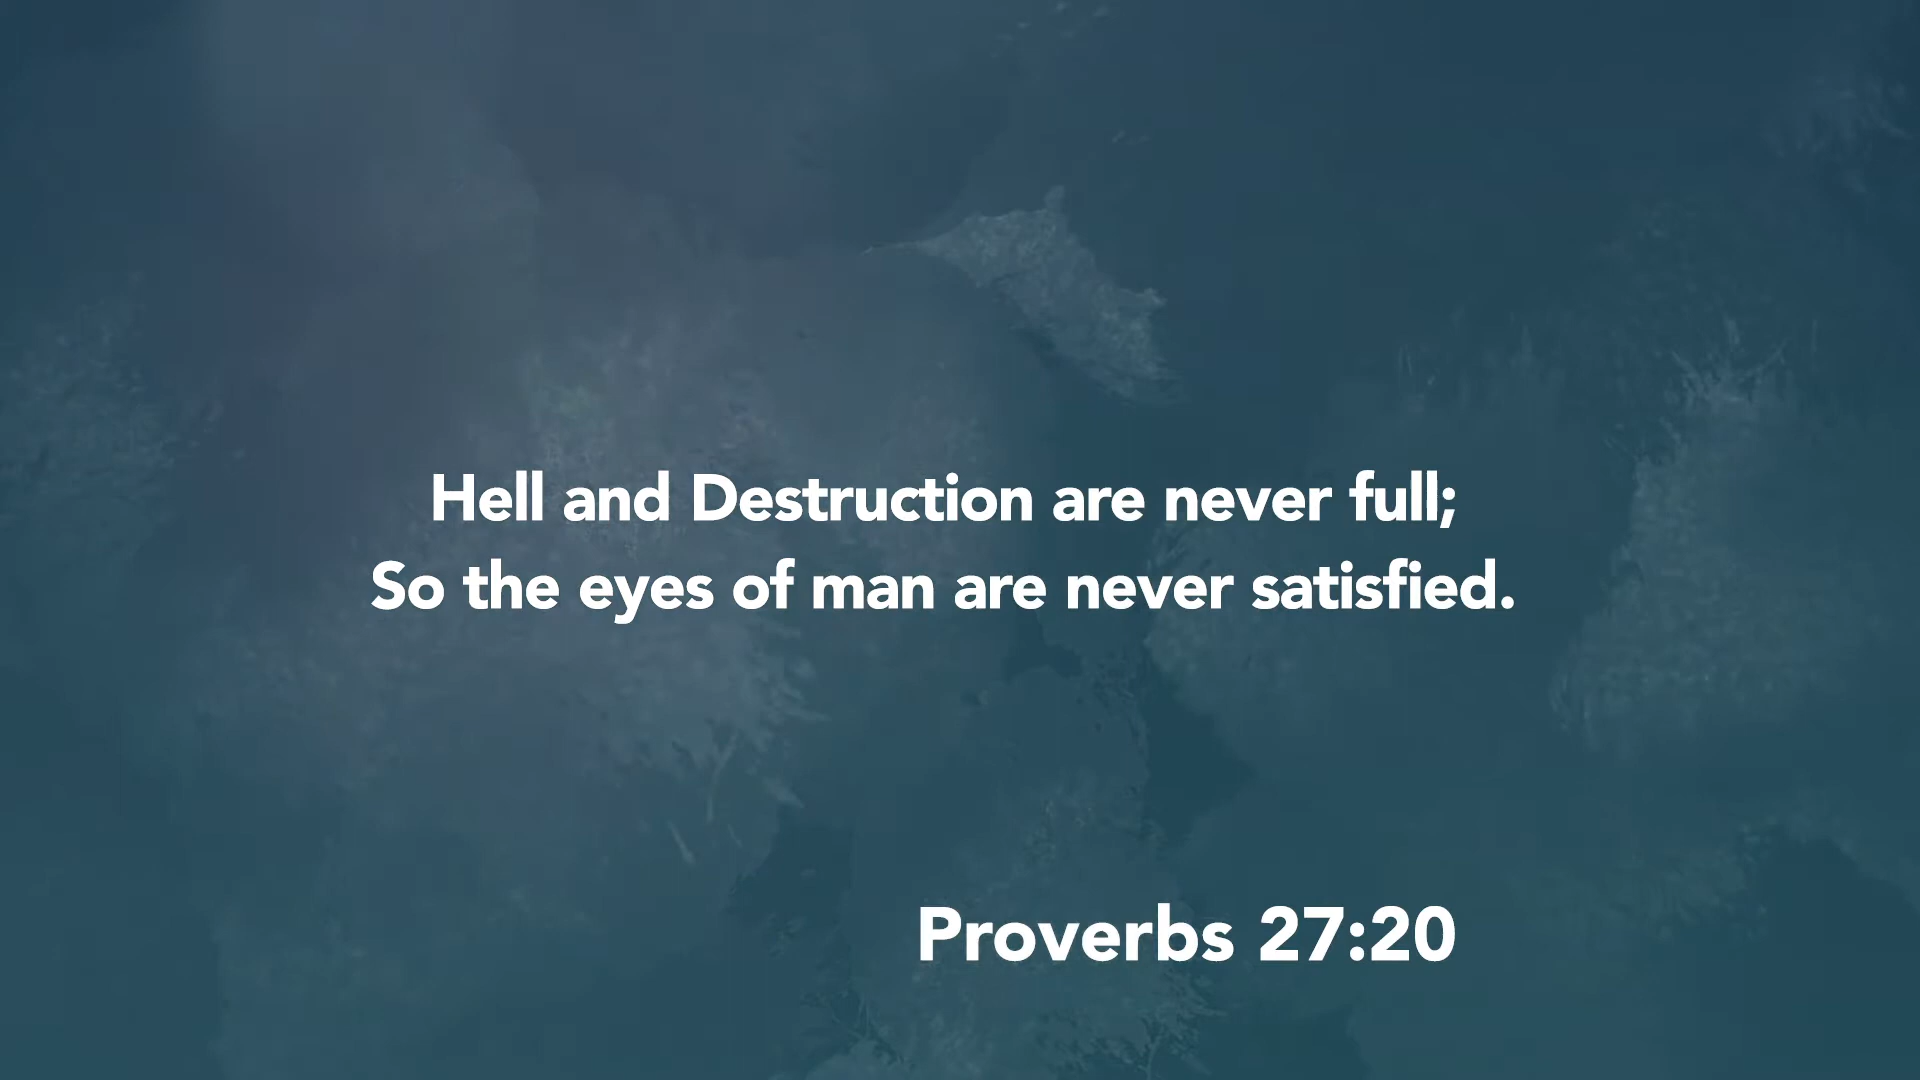 Hell and Destruction are never full;
So the eyes of man are never satisfied.
Proverbs 27:20